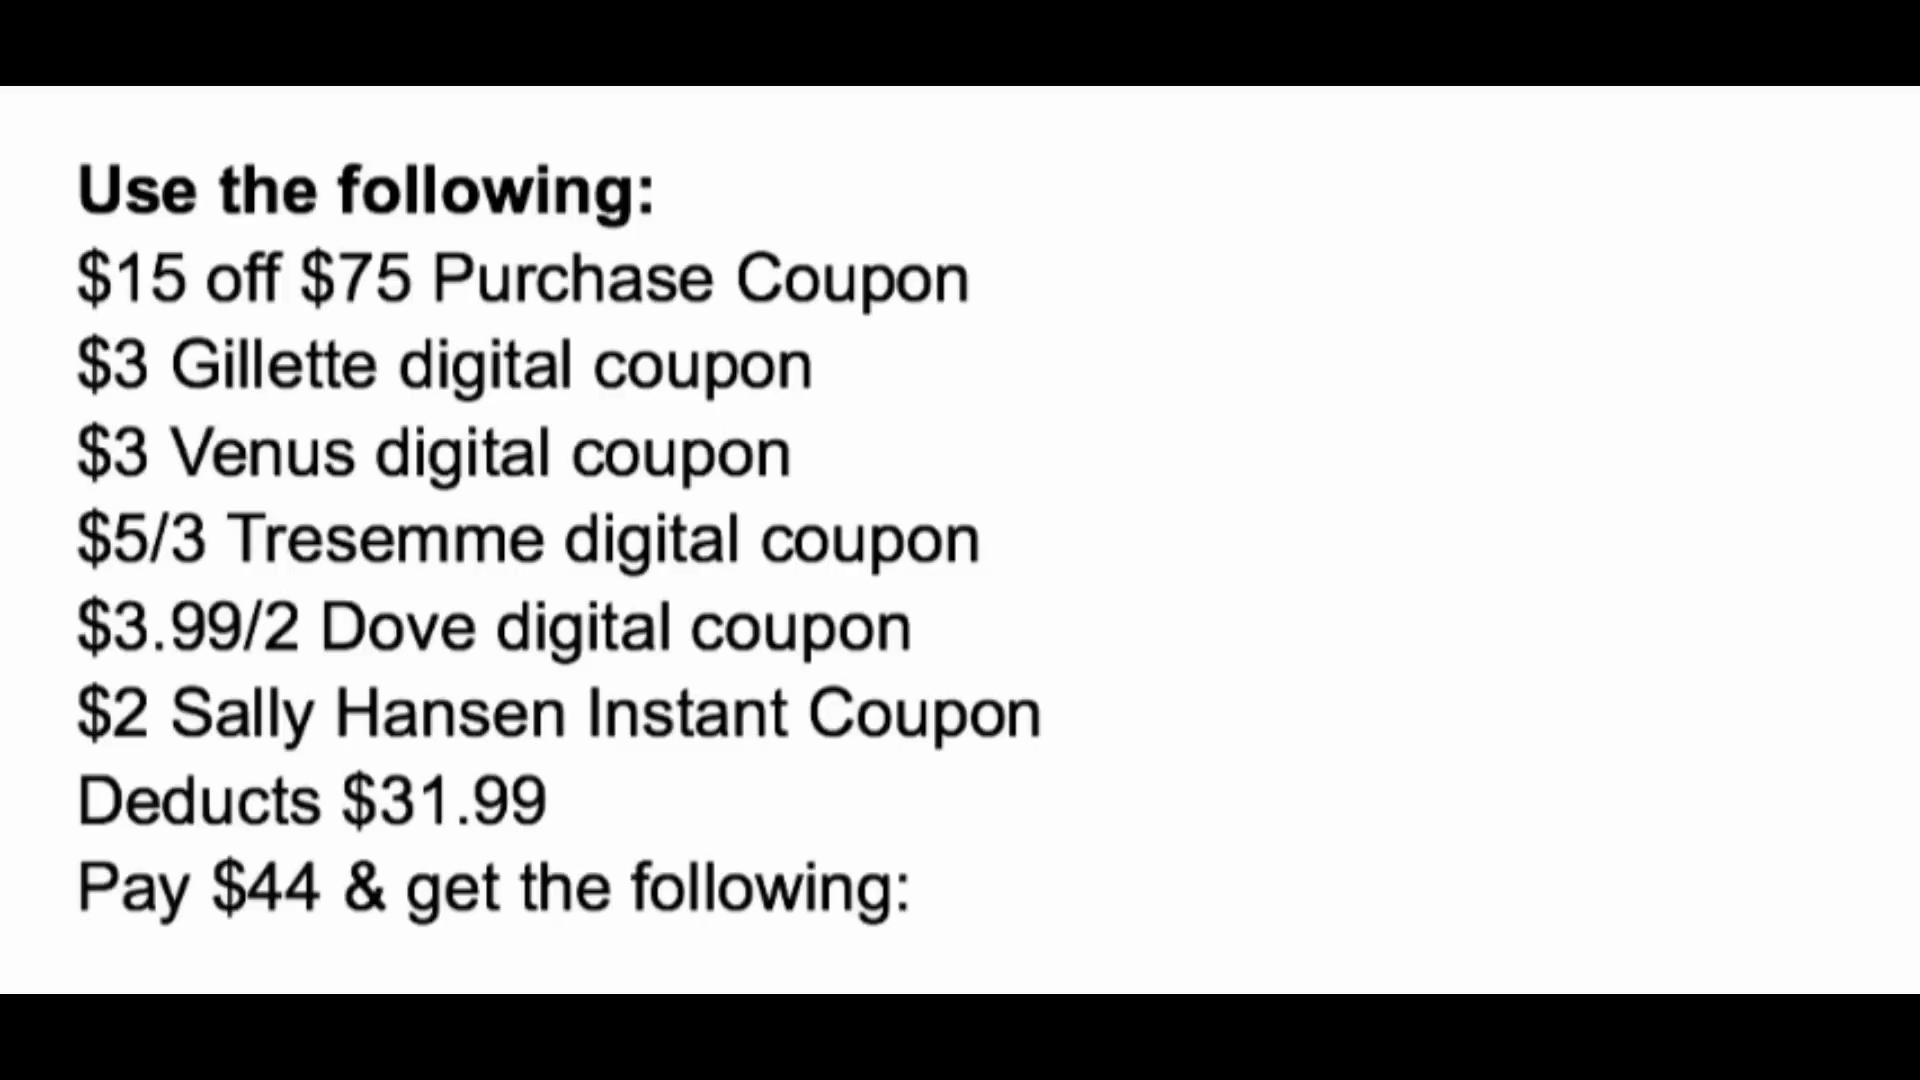 Use the following:
$15 off $75 Purchase Coupon
$3 Gillette digital coupon
$3 Venus digital coupon
$5/3 Tresemme digital coupon
$3.99/2 Dove digital coupon
$2 Sally Hansen Instant Coupon
Deducts $31.99
Pay $44 & get the following: